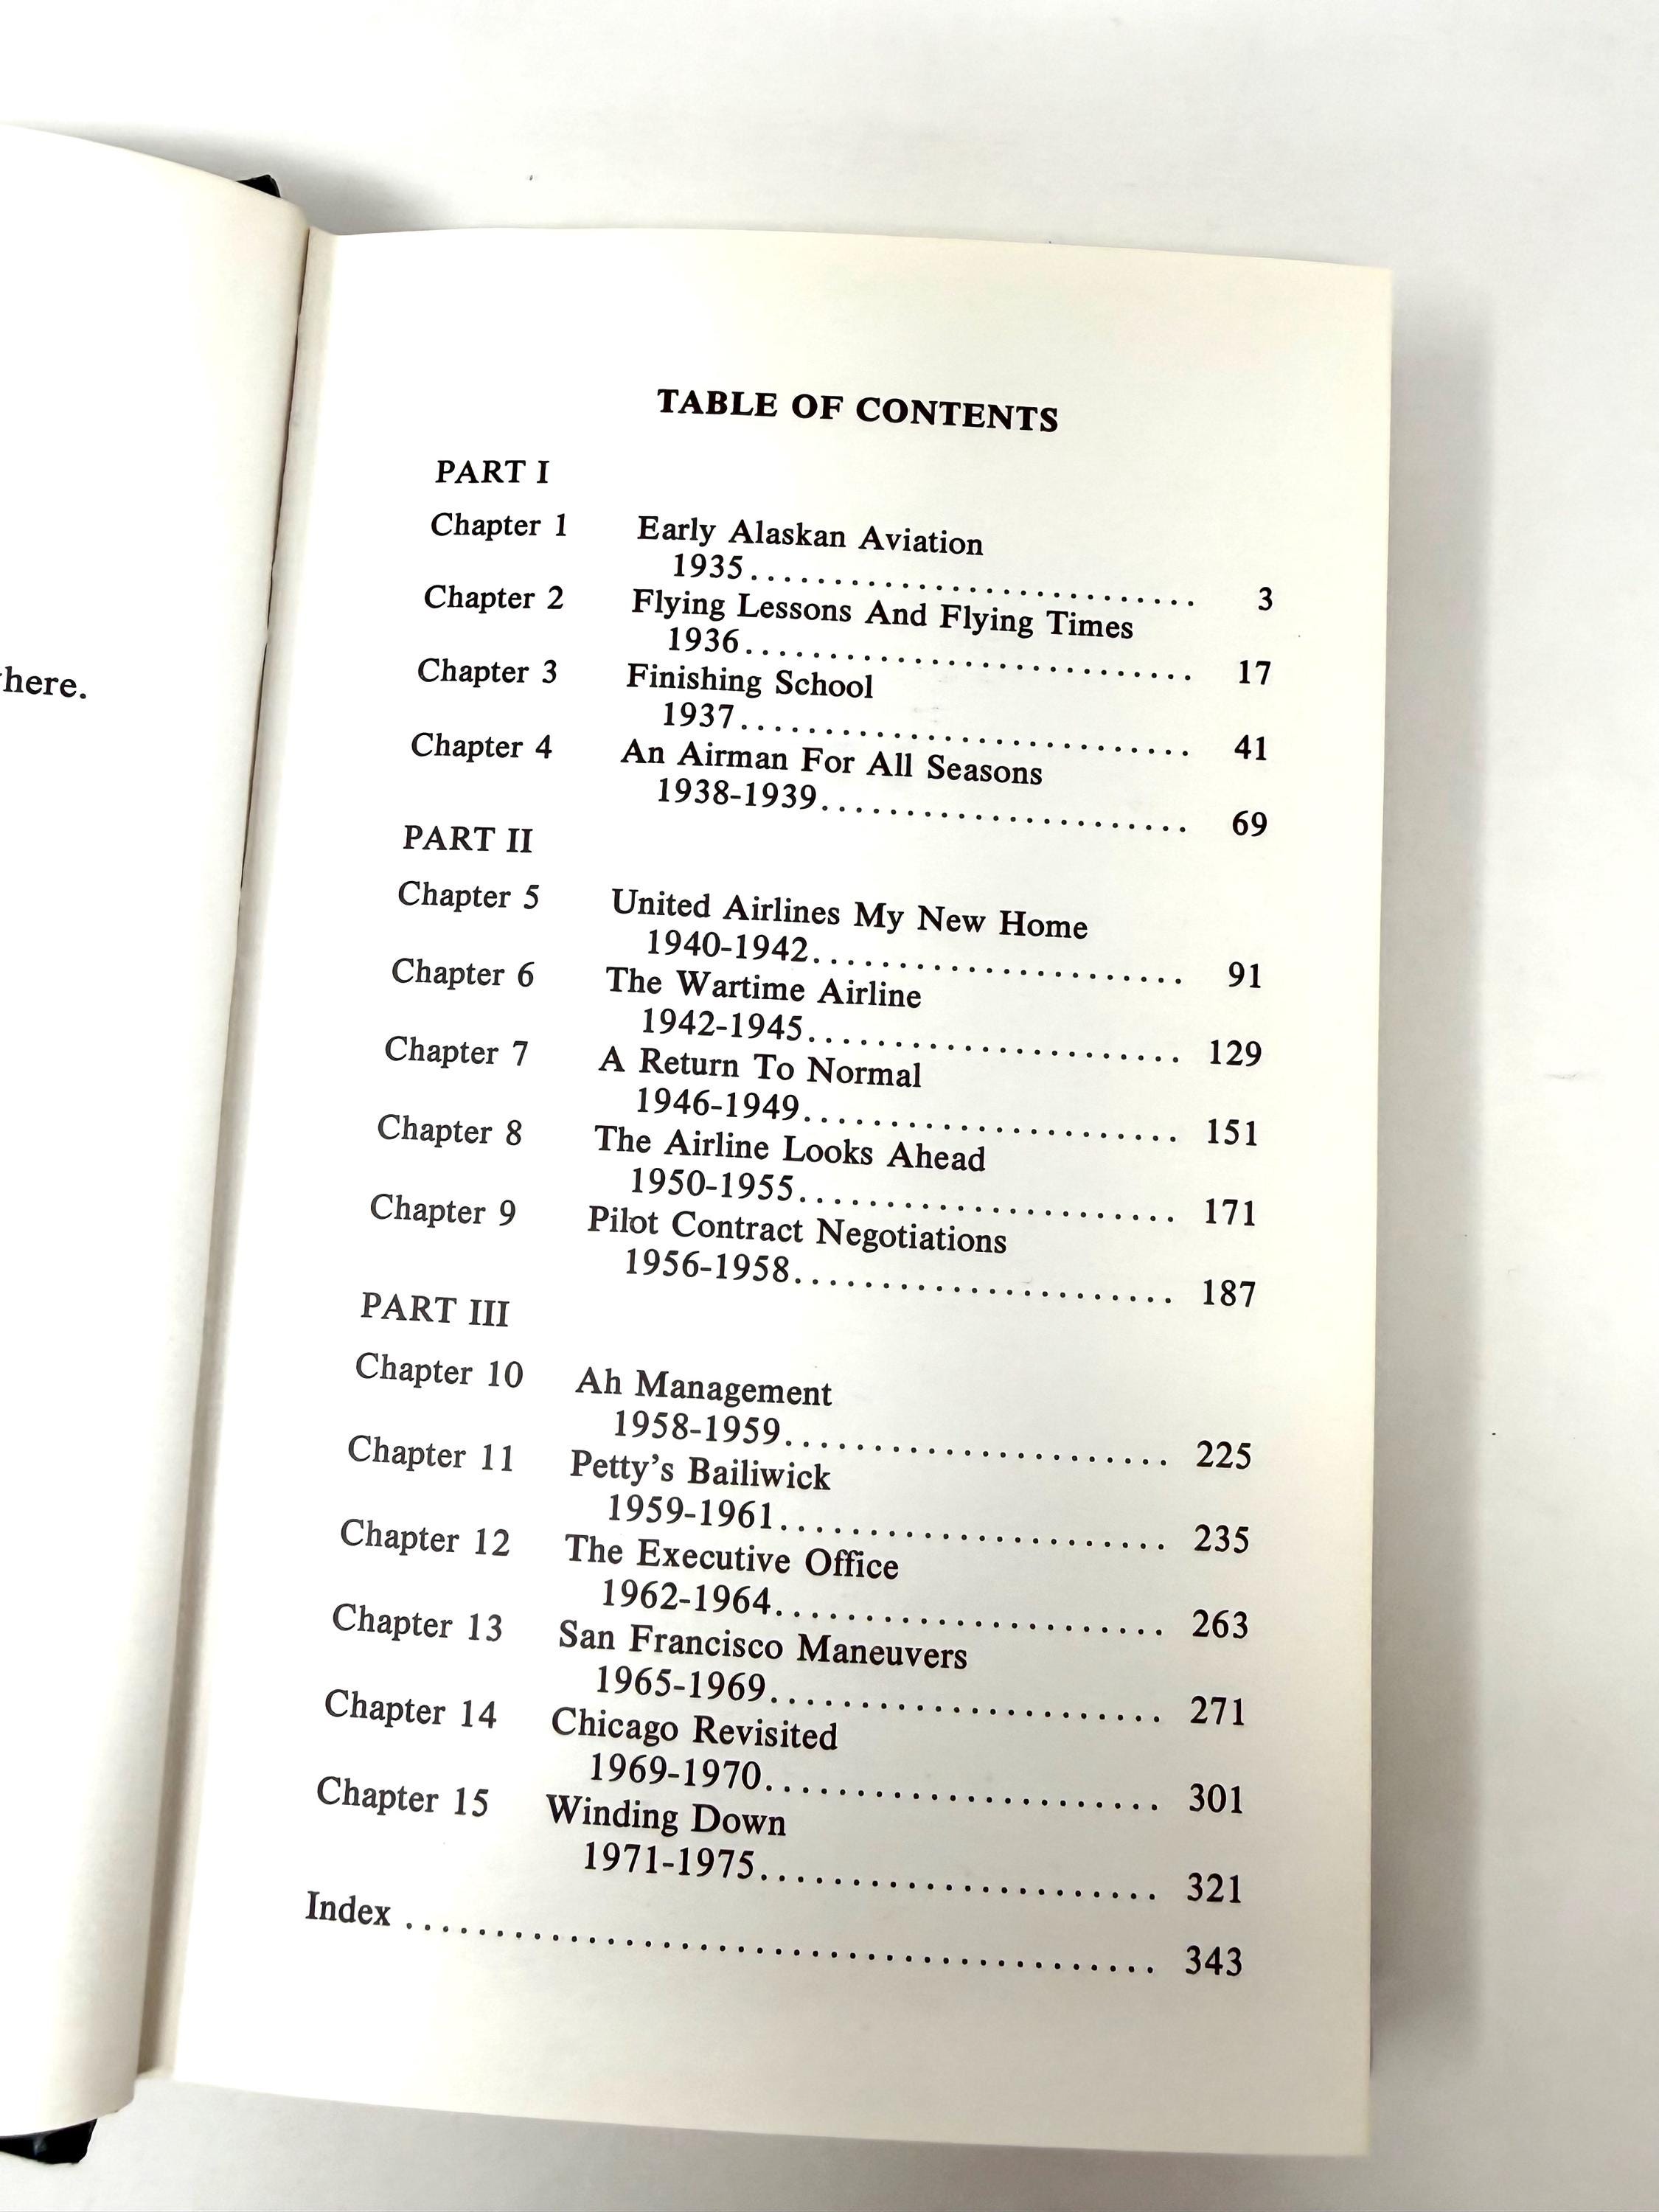 here.
TABLE OF CONTENTS
PART I
Chapter 1 Early Alaskan Aviation
1935.......................... 3
Chapter 2 Flying Lessons And Flying Times
1936.......................... 17
Chapter 3 Finishing School
1937.......................... 41
Chapter 4 An Airman For All Seasons
1938-1939...................... 69
PART II
Chapter 5 United Airlines My New Home
1940-1942...................... 91
Chapter 6 The Wartime Airline
1942-1945...................... 129
Chapter 7 A Return To Normal
1946-1949...................... 151
Chapter 8 The Airline Looks Ahead
1950-1955...................... 171
Chapter 9 Pilot Contract Negotiations
1956-1958...................... 187
PART III
Chapter 10 Ah Management
1958-1959...................... 225
Chapter 11 Petty's Bailiwick
1959-1961...................... 235
Chapter 12 The Executive Office
1962-1964...................... 263
Chapter 13 San Francisco Maneuvers
1965-1969...................... 271
Chapter 14 Chicago Revisited
1969-1970...................... 301
Chapter 15 Winding Down
1971-1975...................... 321
Index .......................................... 343